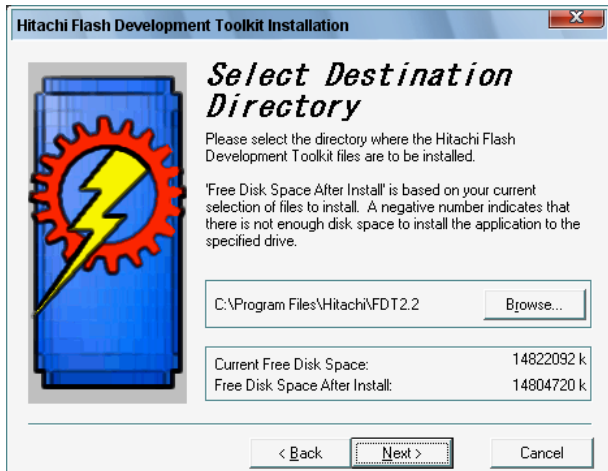 Hitachi Flash Development Toolkit Installation
Select Destination
Directory
Please select the directory where the Hitachi Flash
Development Toolkit files are to be installed.
'Free Disk Space After Install' is based on your current
selection of files to install. A negative number indicates that
there is not enough disk space to install the application to the
specified drive.
C:\Program Files\Hitachi\FDT2.2 Browse...
Current Free Disk Space: 14822092 k
Free Disk Space After Install: 14804720 k
< Back Next > Cancel